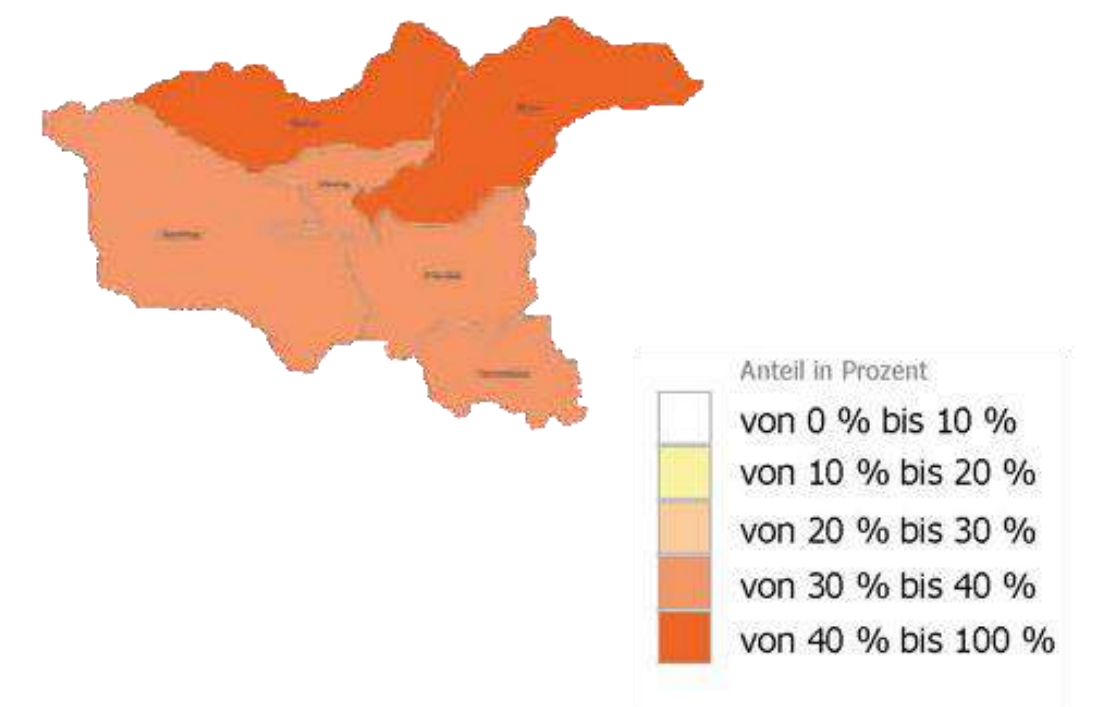 Anteil in Prozent
von 0 % bis 10 %
von 10 % bis 20 %
von 20 % bis 30 %
von 30 % bis 40 %
von 40 % bis 100 %